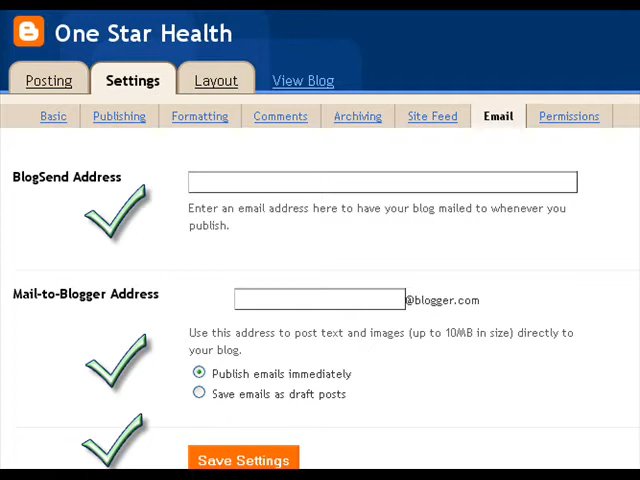 One Star Health
Posting Settings Layout View Blog
Basic Publishing Formatting Comments Archiving Site Feed Email Permissions
BlogSend Address
Enter an email address here to have your blog mailed to whenever you
publish.
Mail-to-Blogger Address
@blogger.com
Use this address to post text and images (up to 10MB in size) directly to
your blog.
Publish emails immediately
Save emails as draft posts
Save Settings